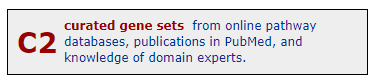 C2
curated gene sets from online pathway
databases, publications in PubMed, and
knowledge of domain experts.